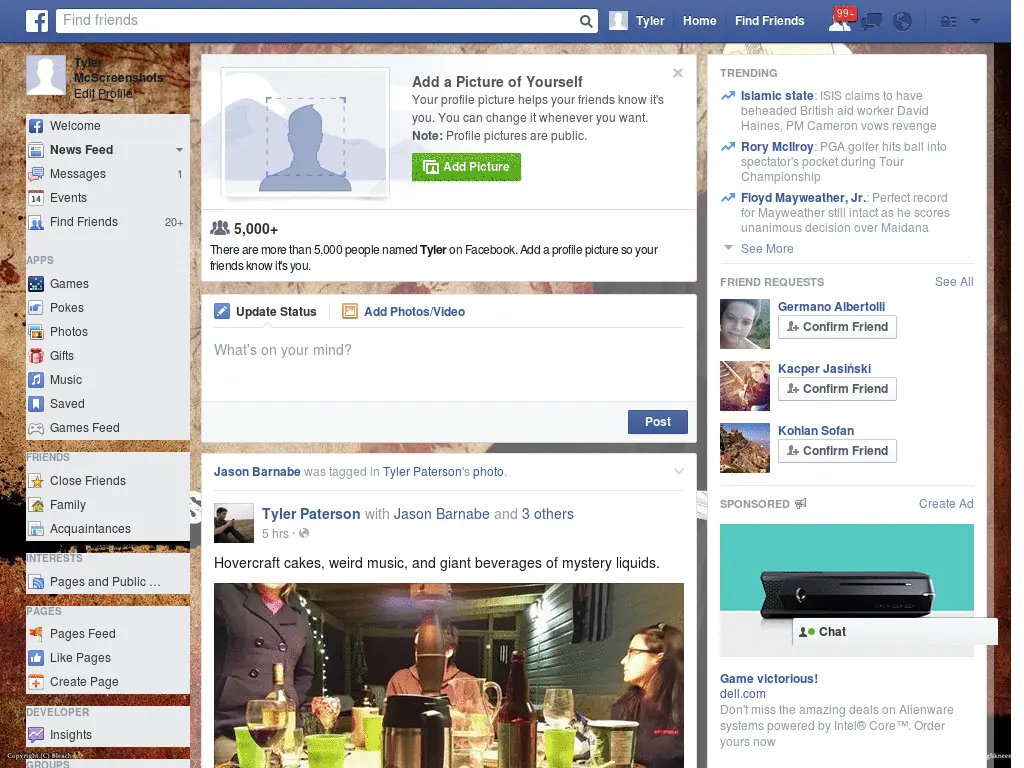 Find friends
Tyler
Home
Find Friends
99+
Tyler
McScreenshots
Edit Profile
Welcome
News Feed
Messages 1
Events
Find Friends 20+
APPS
Games
Pokes
Photos
Gifts
Music
Saved
Games Feed
FRIENDS
Close Friends
Family
Acquaintances
INTERESTS
Pages and Public ...
PAGES
Pages Feed
Like Pages
Create Page
DEVELOPER
Insights
GROUPS
Copyright (C) Bleach
Add a Picture of Yourself
Your profile picture helps your friends know it's
you. You can change it whenever you want.
Note: Profile pictures are public.
Add Picture
5,000+
There are more than 5,000 people named Tyler on Facebook. Add a profile picture so your
friends know it's you.
Update Status
Add Photos/Video
What's on your mind?
Post
Jason Barnabe was tagged in Tyler Paterson's photo.
Tyler Paterson with Jason Barnabe and 3 others
5 hrs ·
Hovercraft cakes, weird music, and giant beverages of mystery liquids.
TRENDING
Islamic state: ISIS claims to have
beheaded British aid worker David
Haines, PM Cameron vows revenge
Rory McIlroy: PGA golfer hits ball into
spectator's pocket during Tour
Championship
Floyd Mayweather, Jr.: Perfect record
for Mayweather still intact as he scores
unanimous decision over Maidana
See More
FRIEND REQUESTS
See All
Germano Albertolli
Confirm Friend
Kacper Jasiński
Confirm Friend
Kohlan Sofan
Confirm Friend
SPONSORED
Create Ad
Chat
Game victorious!
dell.com
Don't miss the amazing deals on Alienware
systems powered by Intel® Core™. Order
yours now